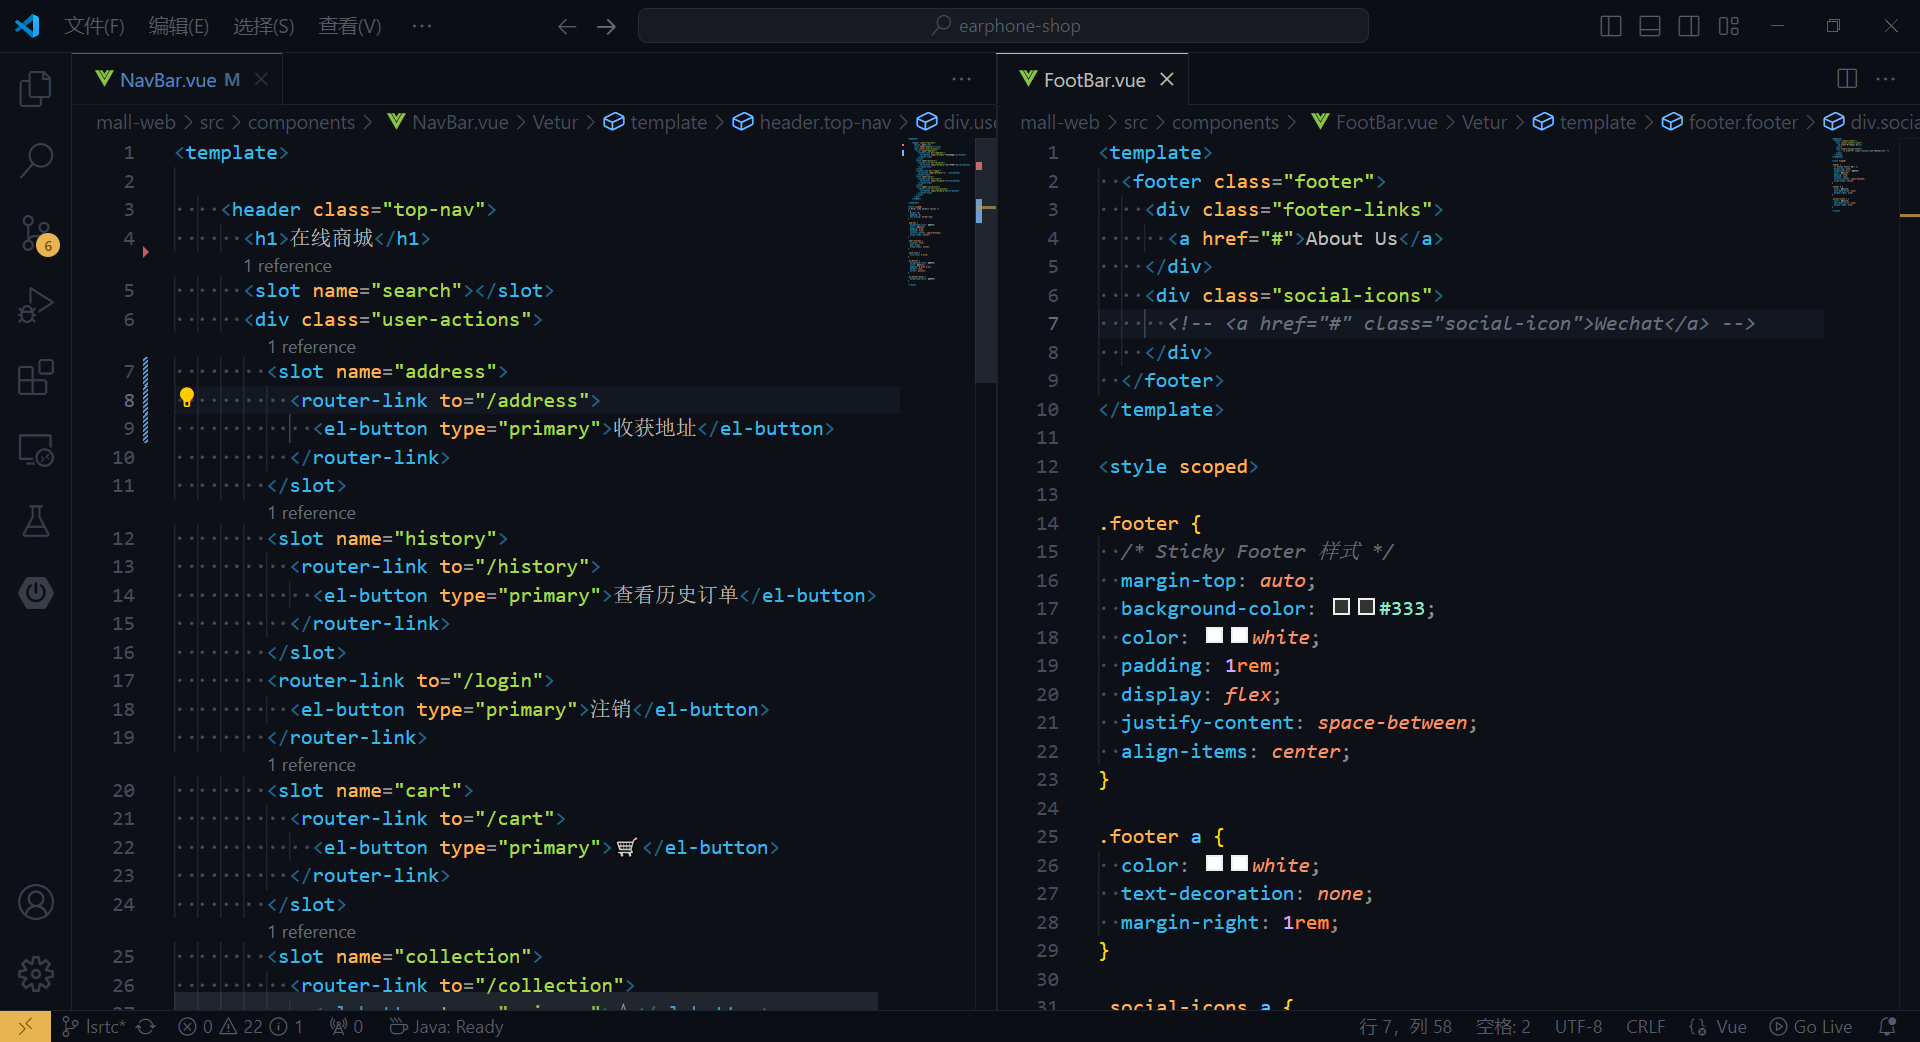 文件(F) 编辑(E) 选择(S) 查看(V) ··· earphone-shop
NavBar.vue M
mall-web > src > components > NavBar.vue > Vetur > template > header.top-nav > div.use
1 <template>
2
3 <header class="top-nav">
4 <h1>在线商城</h1>
1 reference
5 <slot name="search"></slot>
6 <div class="user-actions">
1 reference
7 <slot name="address">
8 <router-link to="/address">
9 <el-button type="primary">收获地址</el-button>
10 </router-link>
11 </slot>
1 reference
12 <slot name="history">
13 <router-link to="/history">
14 <el-button type="primary">查看历史订单</el-button>
15 </router-link>
16 </slot>
17 <router-link to="/login">
18 <el-button type="primary">注销</el-button>
19 </router-link>
1 reference
20 <slot name="cart">
21 <router-link to="/cart">
22 <el-button type="primary">🛒</el-button>
23 </router-link>
24 </slot>
1 reference
25 <slot name="collection">
26 <router-link to="/collection">
FootBar.vue
mall-web > src > components > FootBar.vue > Vetur > template > footer.footer > div.socia
1 <template>
2 <footer class="footer">
3 <div class="footer-links">
4 <a href="#">About Us</a>
5 </div>
6 <div class="social-icons">
7 <!-- <a href="#" class="social-icon">Wechat</a> -->
8 </div>
9 </footer>
10 </template>
11
12 <style scoped>
13
14 .footer {
15 /* Sticky Footer 样式 */
16 margin-top: auto;
17 background-color: #333;
18 color: white;
19 padding: 1rem;
20 display: flex;
21 justify-content: space-between;
22 align-items: center;
23 }
24
25 .footer a {
26 color: white;
27 text-decoration: none;
28 margin-right: 1rem;
29 }
30
31 .social-icons a {
6
lsrtc* 0 22 1 0 Java: Ready 行 7, 列 58 空格: 2 UTF-8 CRLF Vue Go Live